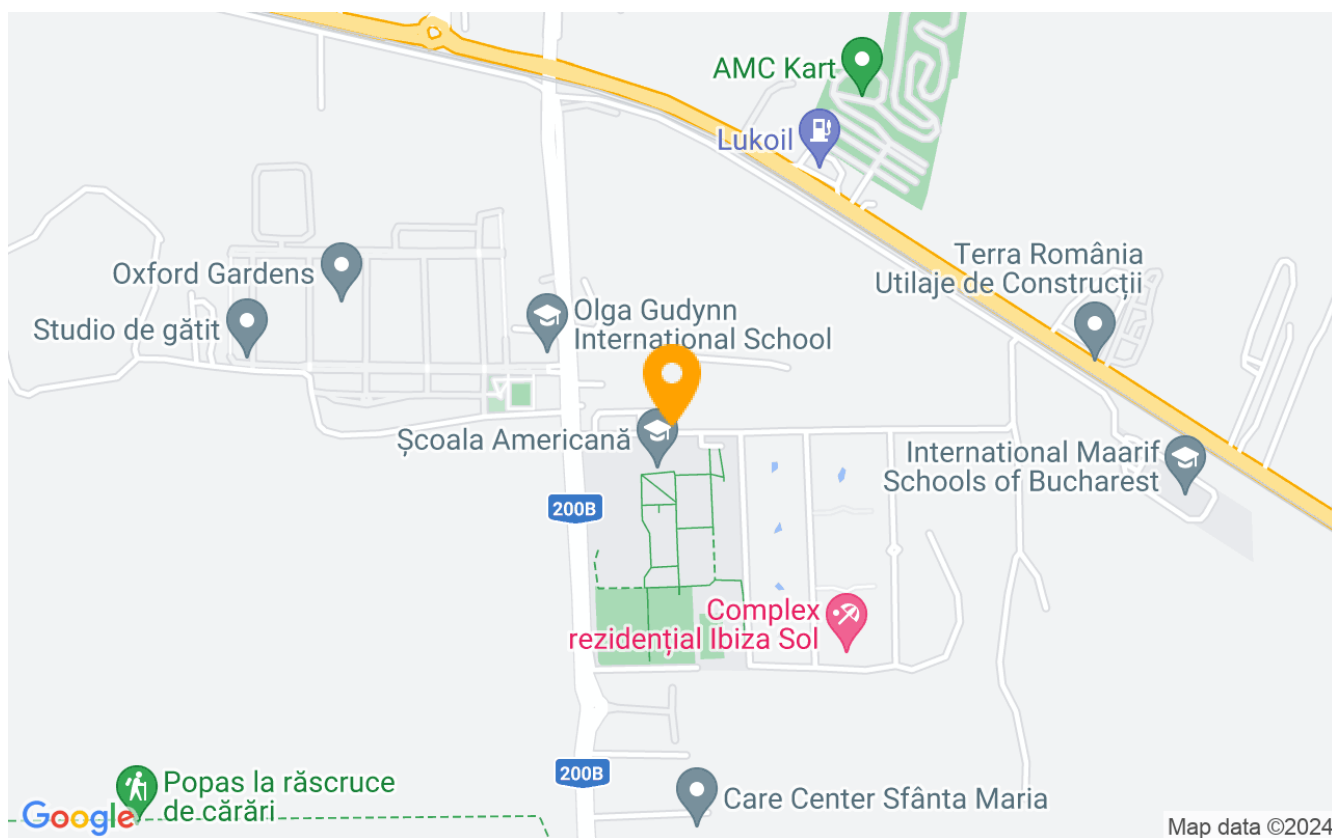 AMC Kart
Lukoil
Terra România
Utilaje de Construcții
Oxford Gardens
Studio de gătit
Olga Gudynn
International School
Școala Americană
International Maarif
Schools of Bucharest
200B
Complex
rezidențial Ibiza Sol
200B
Popas la răscruce
de cărări
Care Center Sfânta Maria
Google
Map data ©2024